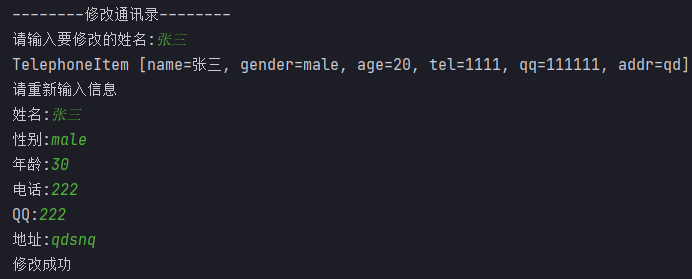 --------修改通讯录--------
请输入要修改的姓名:张三
TelephoneItem [name=张三, gender=male, age=20, tel=1111, qq=111111, addr=qd]
请重新输入信息
姓名:张三
性别:male
年龄:30
电话:222
QQ:222
地址:qdsnq
修改成功